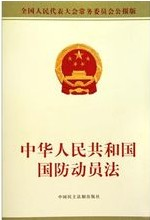 全国人民代表大会常务委员会公报版
中华人民共和国
国防动员法
中国民主法制出版社